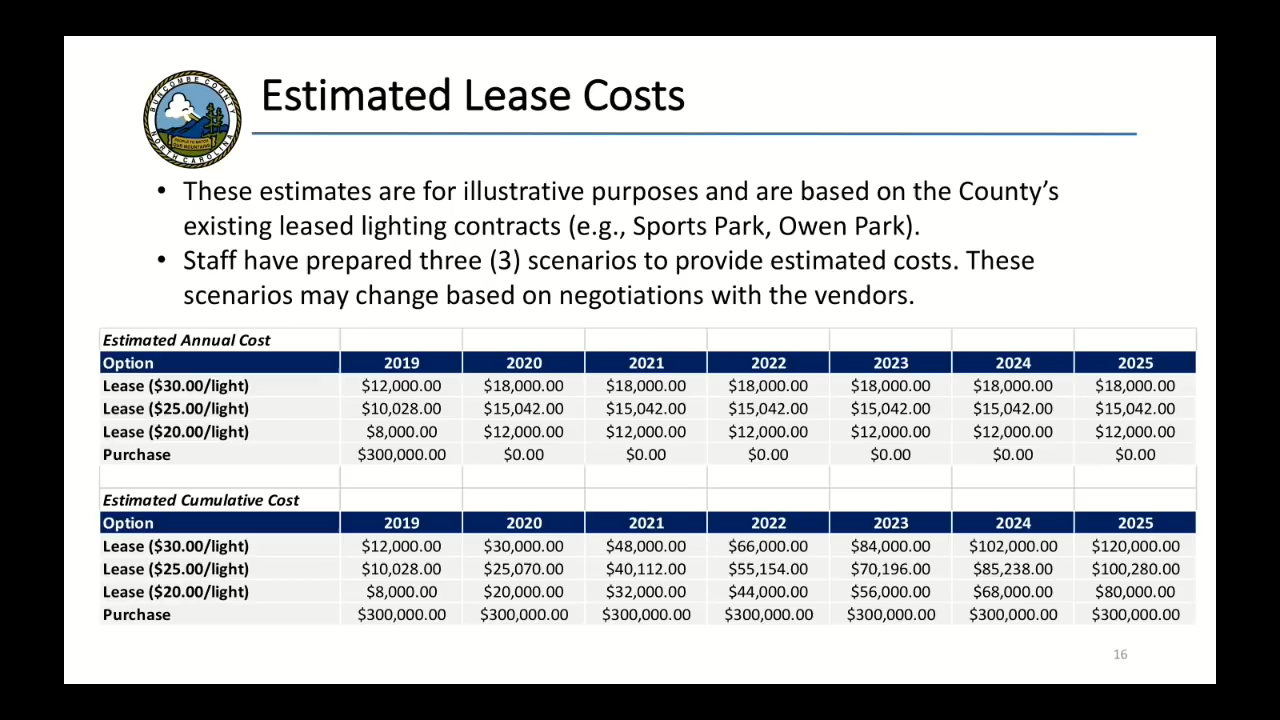 Estimated Lease Costs
BUNCOMBE COUNTY
NORTH CAROLINA
• These estimates are for illustrative purposes and are based on the County's
existing leased lighting contracts (e.g., Sports Park, Owen Park).
• Staff have prepared three (3) scenarios to provide estimated costs. These
scenarios may change based on negotiations with the vendors.
Estimated Annual Cost
Option 2019 2020 2021 2022 2023 2024 2025
Lease ($30.00/light) $12,000.00 $18,000.00 $18,000.00 $18,000.00 $18,000.00 $18,000.00 $18,000.00
Lease ($25.00/light) $10,028.00 $15,042.00 $15,042.00 $15,042.00 $15,042.00 $15,042.00 $15,042.00
Lease ($20.00/light) $8,000.00 $12,000.00 $12,000.00 $12,000.00 $12,000.00 $12,000.00 $12,000.00
Purchase $300,000.00 $0.00 $0.00 $0.00 $0.00 $0.00 $0.00
Estimated Cumulative Cost
Option 2019 2020 2021 2022 2023 2024 2025
Lease ($30.00/light) $12,000.00 $30,000.00 $48,000.00 $66,000.00 $84,000.00 $102,000.00 $120,000.00
Lease ($25.00/light) $10,028.00 $25,070.00 $40,112.00 $55,154.00 $70,196.00 $85,238.00 $100,280.00
Lease ($20.00/light) $8,000.00 $20,000.00 $32,000.00 $44,000.00 $56,000.00 $68,000.00 $80,000.00
Purchase $300,000.00 $300,000.00 $300,000.00 $300,000.00 $300,000.00 $300,000.00 $300,000.00
16